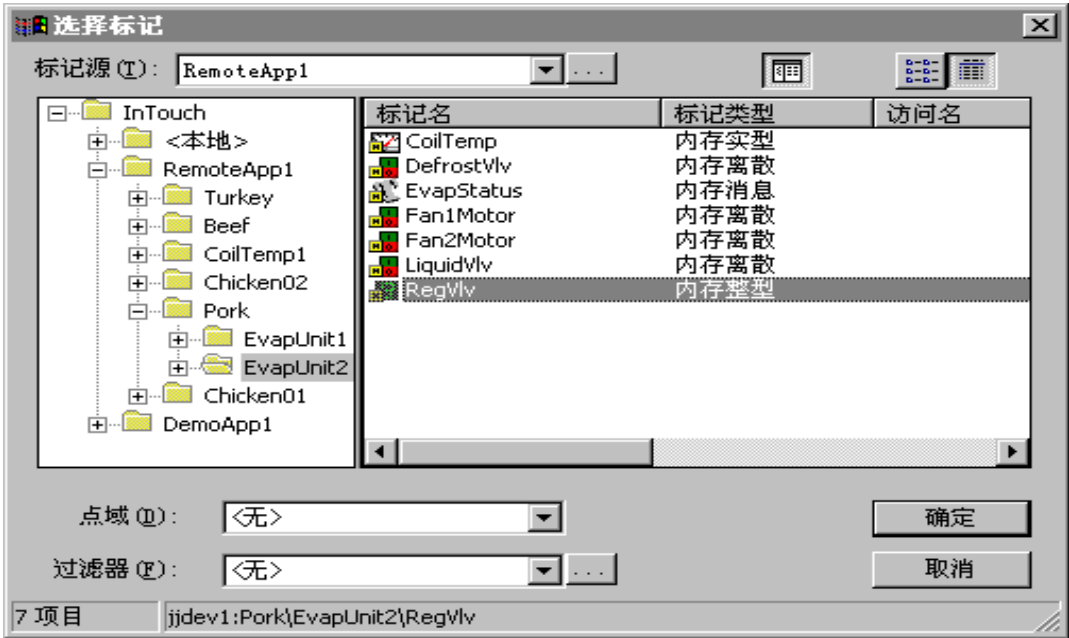 选择标记
标记源(T): RemoteApp1 ...
InTouch
<本地>
RemoteApp1
Turkey
Beef
CoilTemp1
Chicken02
Pork
EvapUnit1
EvapUnit2
Chicken01
DemoApp1
标记名 标记类型 访问名
CoilTemp 内存实型
DefrostVlv 内存离散
EvapStatus 内存消息
Fan1Motor 内存离散
Fan2Motor 内存离散
LiquidVlv 内存离散
RegVlv 内存整型
点域(D): <无> 确定
过滤器(F): <无> ... 取消
7 项目 jjdev1:Pork\EvapUnit2\RegVlv